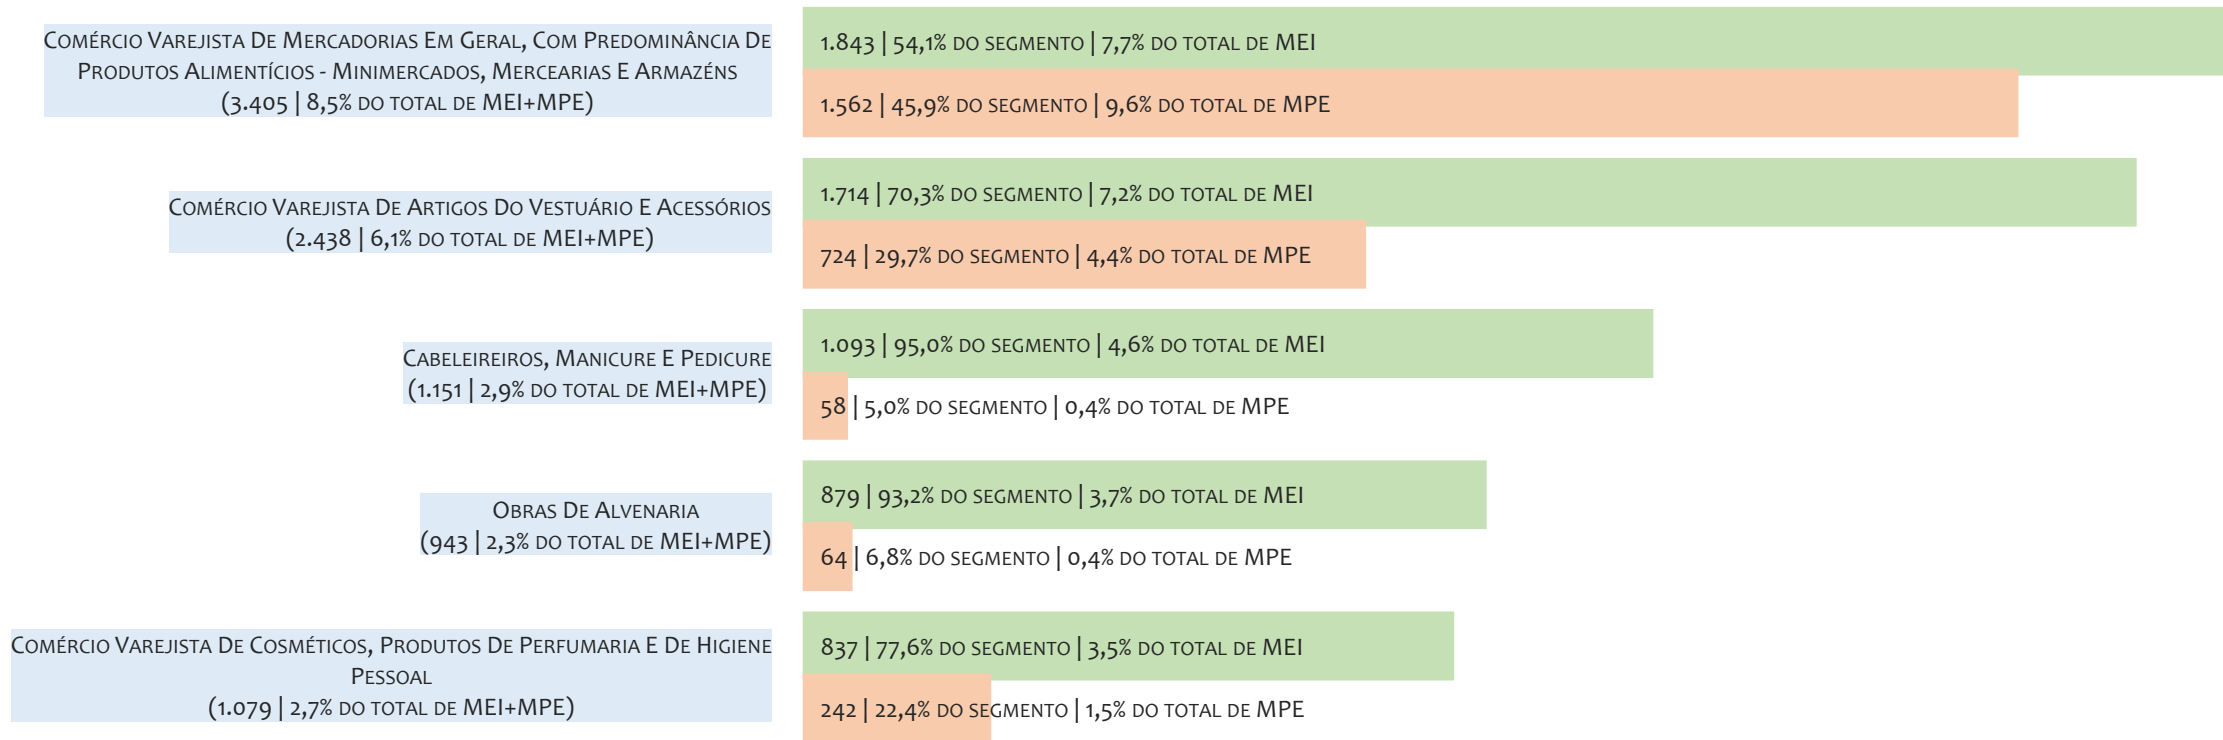 Comércio Varejista De Mercadorias Em Geral, Com Predominância De
Produtos Alimentícios - Minimercados, Mercearias E Armazéns
(3.405 | 8,5% do total de MEI+MPE)
1.843 | 54,1% do segmento | 7,7% do total de MEI
1.562 | 45,9% do segmento | 9,6% do total de MPE
Comércio Varejista De Artigos Do Vestuário E Acessórios
(2.438 | 6,1% do total de MEI+MPE)
1.714 | 70,3% do segmento | 7,2% do total de MEI
724 | 29,7% do segmento | 4,4% do total de MPE
Cabeleireiros, Manicure E Pedicure
(1.151 | 2,9% do total de MEI+MPE)
1.093 | 95,0% do segmento | 4,6% do total de MEI
58 | 5,0% do segmento | 0,4% do total de MPE
Obras De Alvenaria
(943 | 2,3% do total de MEI+MPE)
879 | 93,2% do segmento | 3,7% do total de MEI
64 | 6,8% do segmento | 0,4% do total de MPE
Comércio Varejista De Cosméticos, Produtos De Perfumaria E De Higiene
Pessoal
(1.079 | 2,7% do total de MEI+MPE)
837 | 77,6% do segmento | 3,5% do total de MEI
242 | 22,4% do segmento | 1,5% do total de MPE